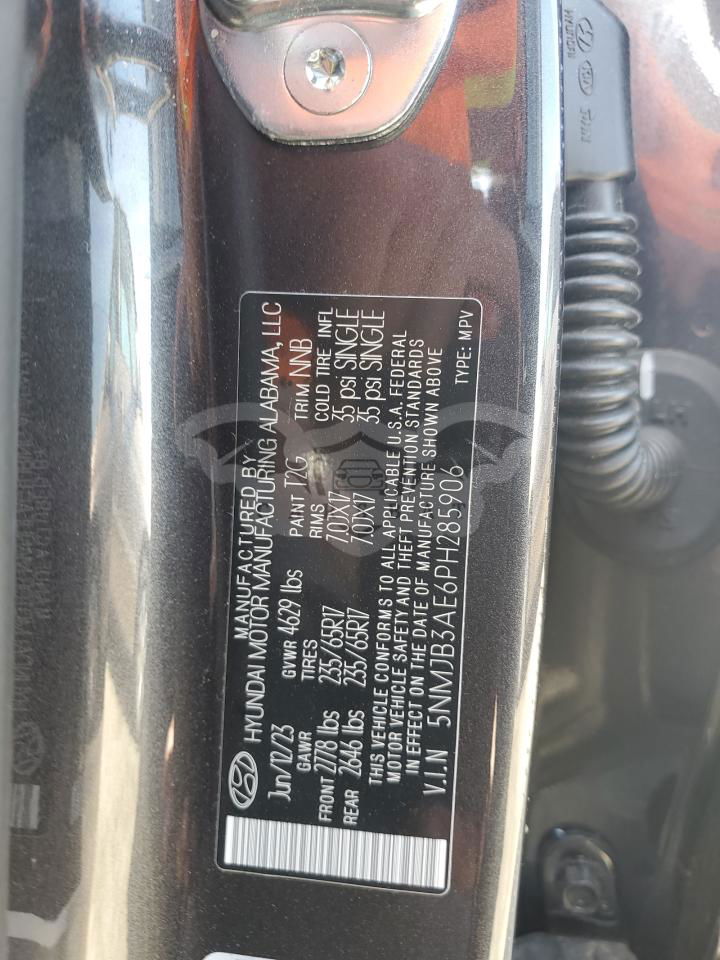 MANUFACTURED BY
HYUNDAI MOTOR MANUFACTURING ALABAMA, LLC
Jun/12/23 GVWR 4629 lbs PAINT T2G TRIM NNB
GAWR TIRES RIMS COLD TIRE INFL
FRONT 2778 lbs 235/65R17 7.0JX17 35 psi SINGLE
REAR 2646 lbs 235/65R17 7.0JX17 35 psi SINGLE
THIS VEHICLE CONFORMS TO ALL APPLICABLE U.S.A. FEDERAL
MOTOR VEHICLE SAFETY AND THEFT PREVENTION STANDARDS
IN EFFECT ON THE DATE OF MANUFACTURE SHOWN ABOVE
V.I.N 5NMJB3AE6PH285906 TYPE: MPV